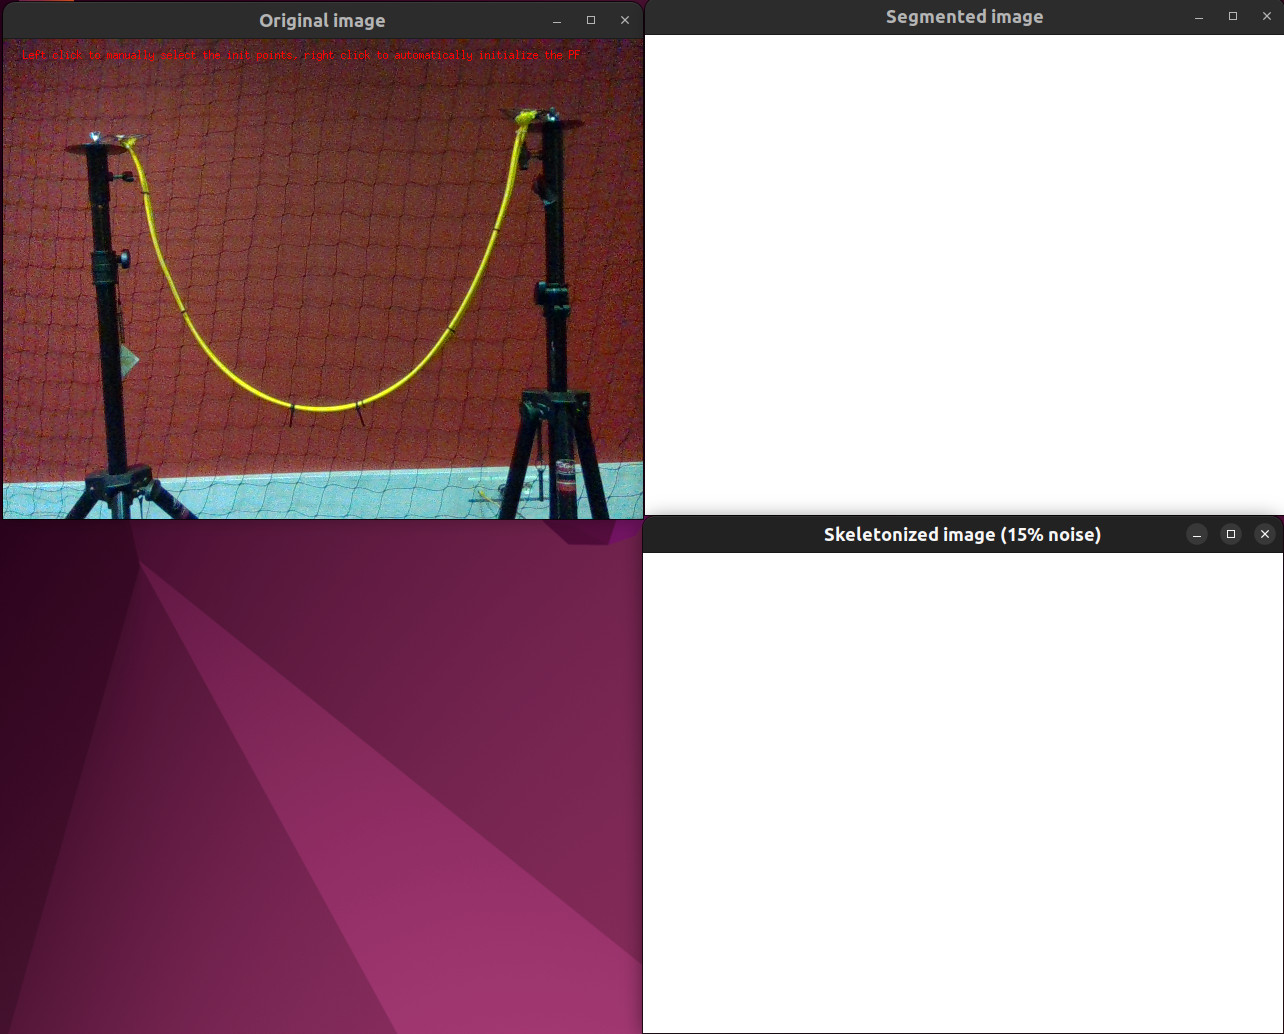 Original image
Segmented image
Left click to manually select the init points, right click to automatically initialize the PF
Skeletonized image (15% noise)